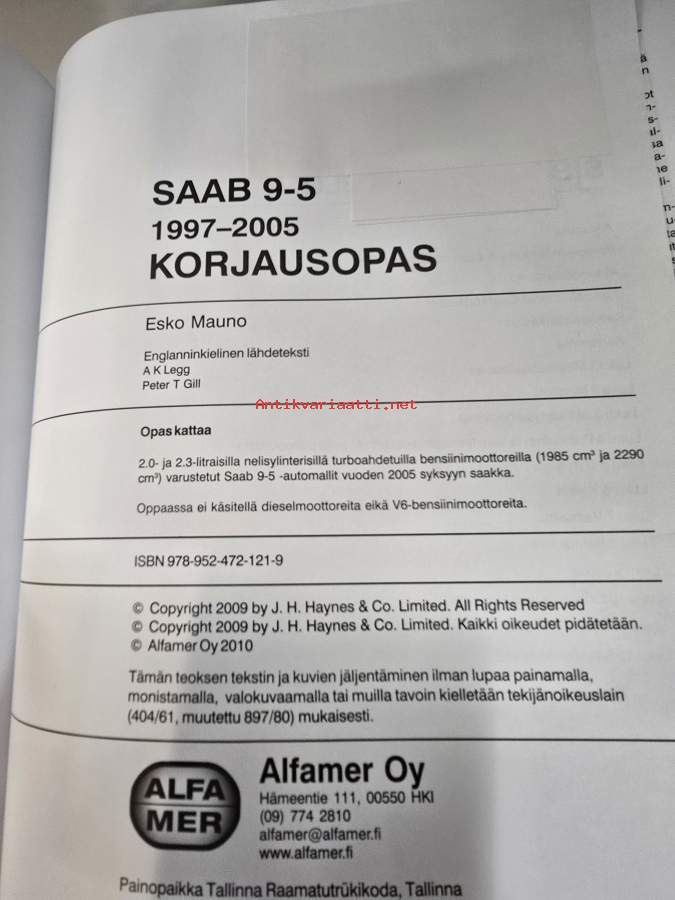 SAAB 9-5
1997–2005
KORJAUSOPAS
Esko Mauno
Englanninkielinen lähdeteksti
A K Legg
Peter T Gill
Antikvariaatti.net
Opas kattaa
2.0- ja 2.3-litraisilla nelisylinterisillä turboahdetuilla bensiinimoottoreilla (1985 cm³ ja 2290
cm³) varustetut Saab 9-5 -automallit vuoden 2005 syksyyn saakka.
Oppaassa ei käsitellä dieselmoottoreita eikä V6-bensiinimoottoreita.
ISBN 978-952-472-121-9
© Copyright 2009 by J. H. Haynes & Co. Limited. All Rights Reserved
© Copyright 2009 by J. H. Haynes & Co. Limited. Kaikki oikeudet pidätetään.
© Alfamer Oy 2010
Tämän teoksen tekstin ja kuvien jäljentäminen ilman lupaa painamalla,
monistamalla, valokuvaamalla tai muilla tavoin kielletään tekijänoikeuslain
(404/61, muutettu 897/80) mukaisesti.
ALFA
MER
Alfamer Oy
Hämeentie 111, 00550 HKI
(09) 774 2810
alfamer@alfamer.fi
www.alfamer.fi
Painopaikka Tallinna Raamatutrükikoda, Tallinna